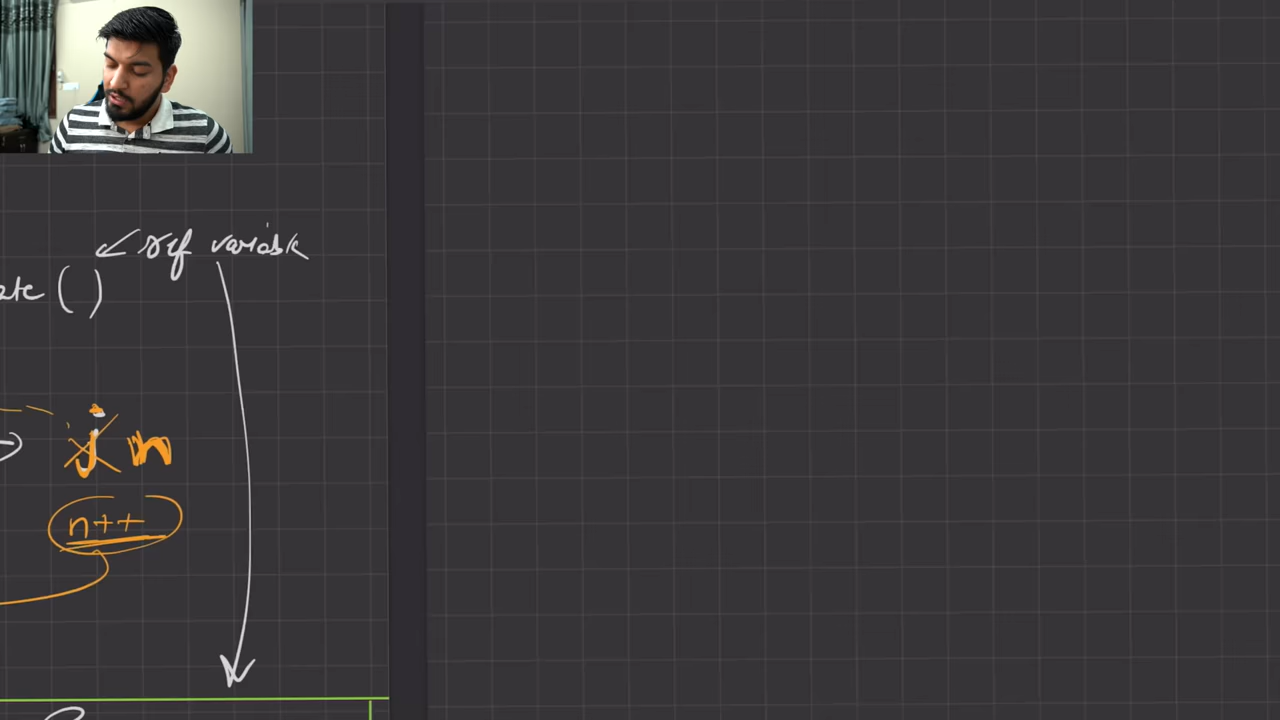 ref variable
ate ( )
n
n++